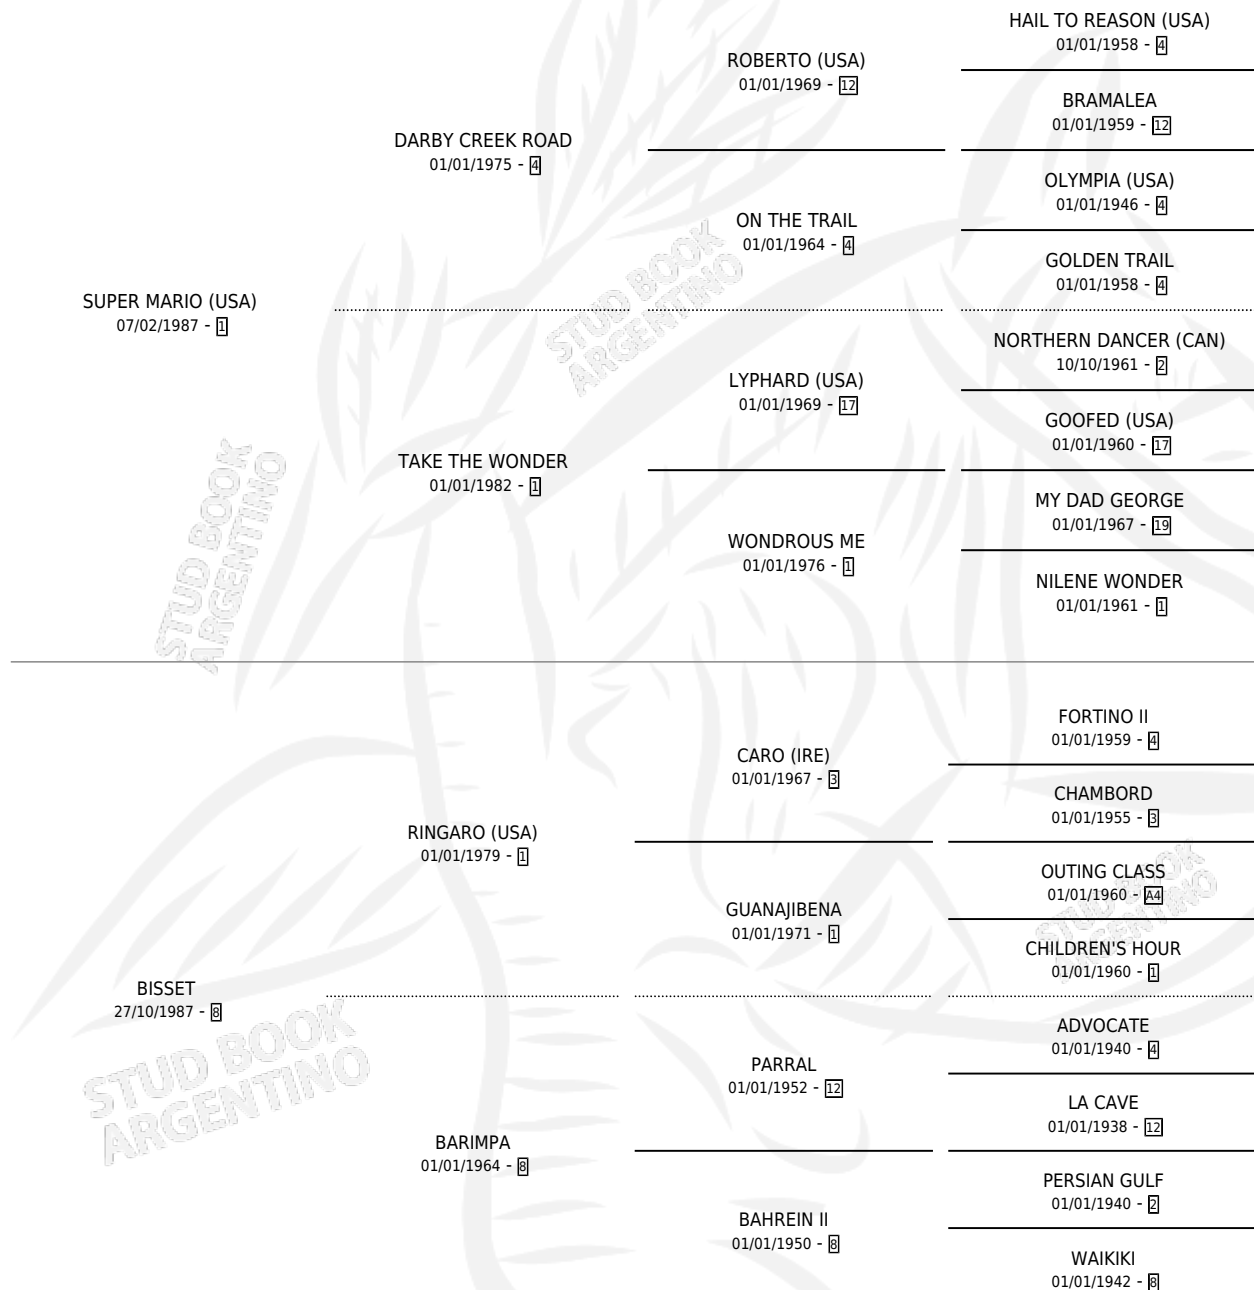 HAIL TO REASON (USA)
01/01/1958 - 4
ROBERTO (USA)
01/01/1969 - 12
BRAMALEA
01/01/1959 - 12
DARBY CREEK ROAD
01/01/1975 - 4
OLYMPIA (USA)
01/01/1946 - 4
ON THE TRAIL
01/01/1964 - 4
GOLDEN TRAIL
01/01/1958 - 4
SUPER MARIO (USA)
07/02/1987 - 1
NORTHERN DANCER (CAN)
10/10/1961 - 2
LYPHARD (USA)
01/01/1969 - 17
GOOFED (USA)
01/01/1960 - 17
TAKE THE WONDER
01/01/1982 - 1
MY DAD GEORGE
01/01/1967 - 19
WONDROUS ME
01/01/1976 - 1
NILENE WONDER
01/01/1961 - 1
FORTINO II
01/01/1959 - 4
CARO (IRE)
01/01/1967 - 3
CHAMBORD
01/01/1955 - 3
RINGARO (USA)
01/01/1979 - 1
OUTING CLASS
01/01/1960 - A4
GUANAJIBENA
01/01/1971 - 1
CHILDREN'S HOUR
01/01/1960 - 1
BISSET
27/10/1987 - 8
ADVOCATE
01/01/1940 - 4
PARRAL
01/01/1952 - 12
LA CAVE
01/01/1938 - 12
BARIMPA
01/01/1964 - 8
PERSIAN GULF
01/01/1940 - 2
BAHREIN II
01/01/1950 - 8
WAIKIKI
01/01/1942 - 8
STUD BOOK
ARGENTINO
STUD BOOK
ARGENTINO
STUD BOOK
ARGENTINO
STUD BOOK
ARGENTINO